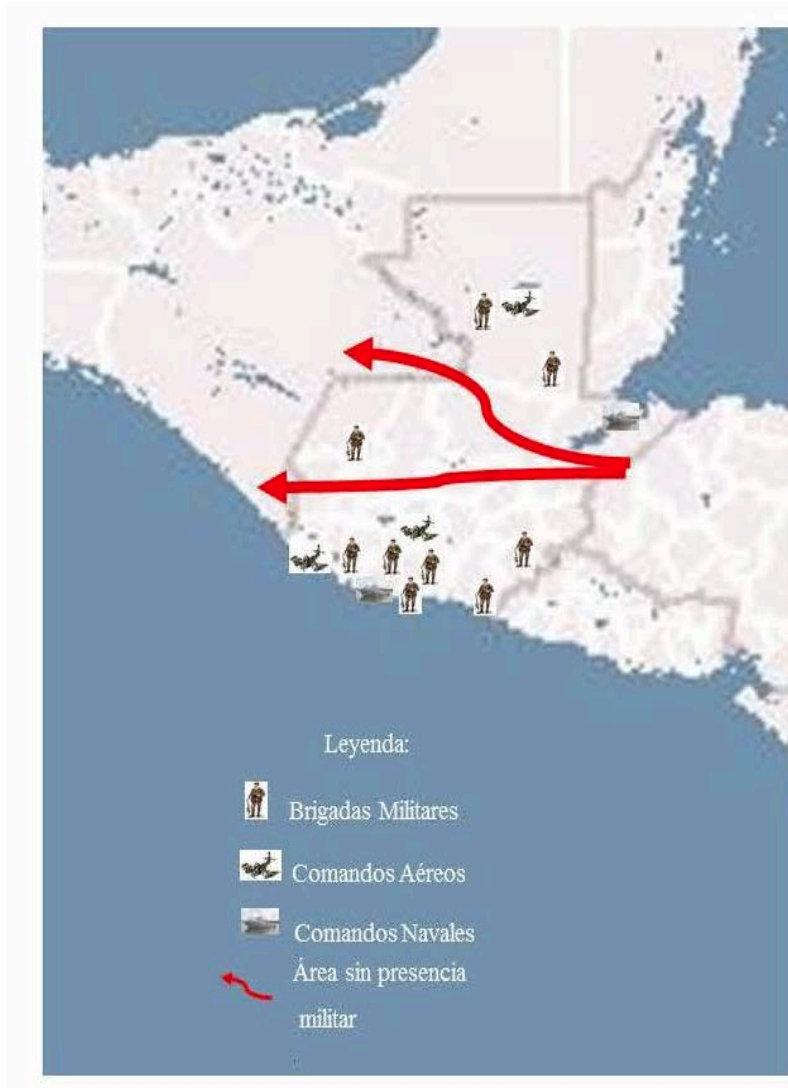 Leyenda:
Brigadas Militares
Comandos Aéreos
Comandos Navales
Área sin presencia
militar